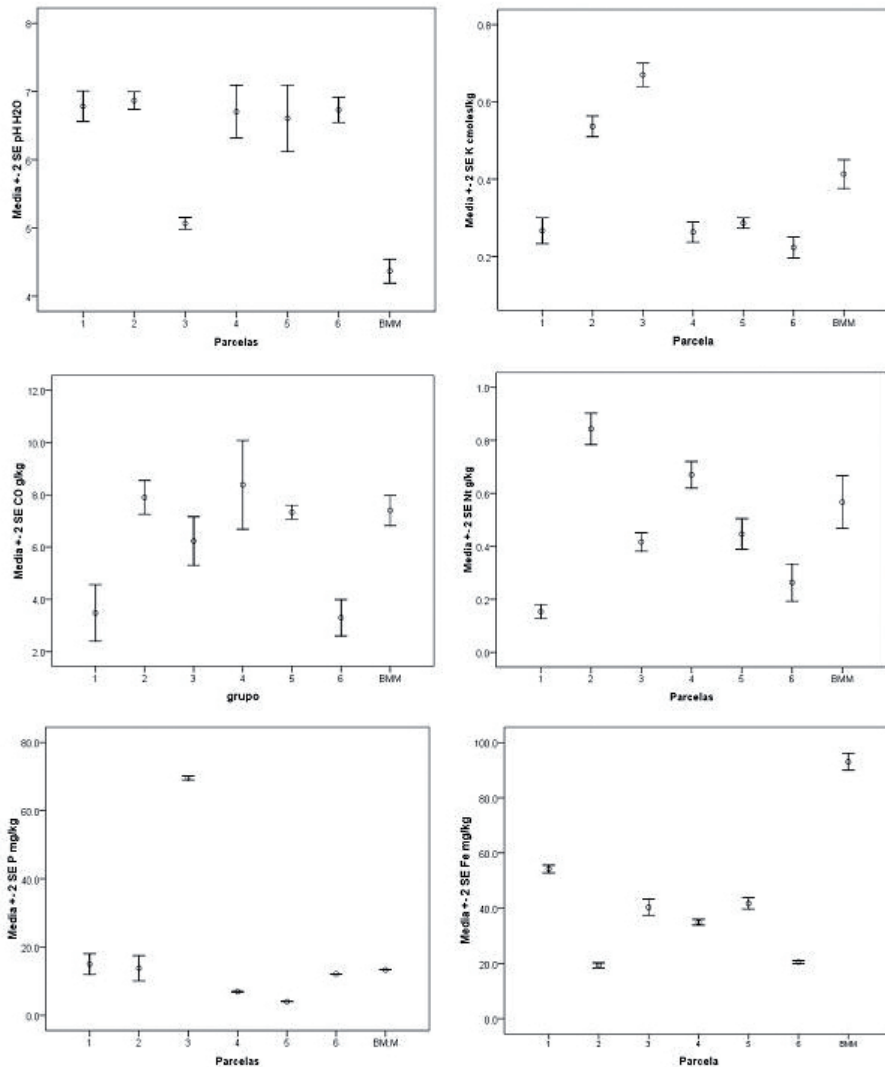 Media +- 2 SE pH H2O
8
7
6
5
4
1 2 3 4 5 6 BMM
Parcelas
Media +- 2 SE K cmoles/kg
0.8
0.6
0.4
0.2
1 2 3 4 5 6 BMM
Parcela
Media +- 2 SE CO g/kg
12.0
10.0
8.0
6.0
4.0
2.0
1 2 3 4 5 6 BMM
grupo
Media +- 2 SE Nt g/kg
1.0
0.8
0.6
0.4
0.2
0.0
1 2 3 4 5 6 BMM
Parcelas
Media +- 2 SE P mg/kg
80.0
60.0
40.0
20.0
0.0
1 2 3 4 5 6 BMM
Parcelas
Media +- 2 SE Fe mg/kg
100.0
80.0
60.0
40.0
20.0
0.0
1 2 3 4 5 6 BMM
Parcela